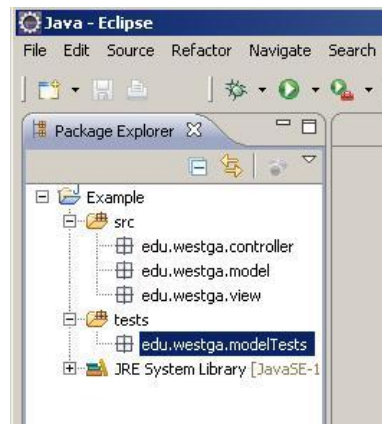 Java - Eclipse
File Edit Source Refactor Navigate Search
Package Explorer
Example
src
edu.westga.controller
edu.westga.model
edu.westga.view
tests
edu.westga.modelTests
JRE System Library [JavaSE-1